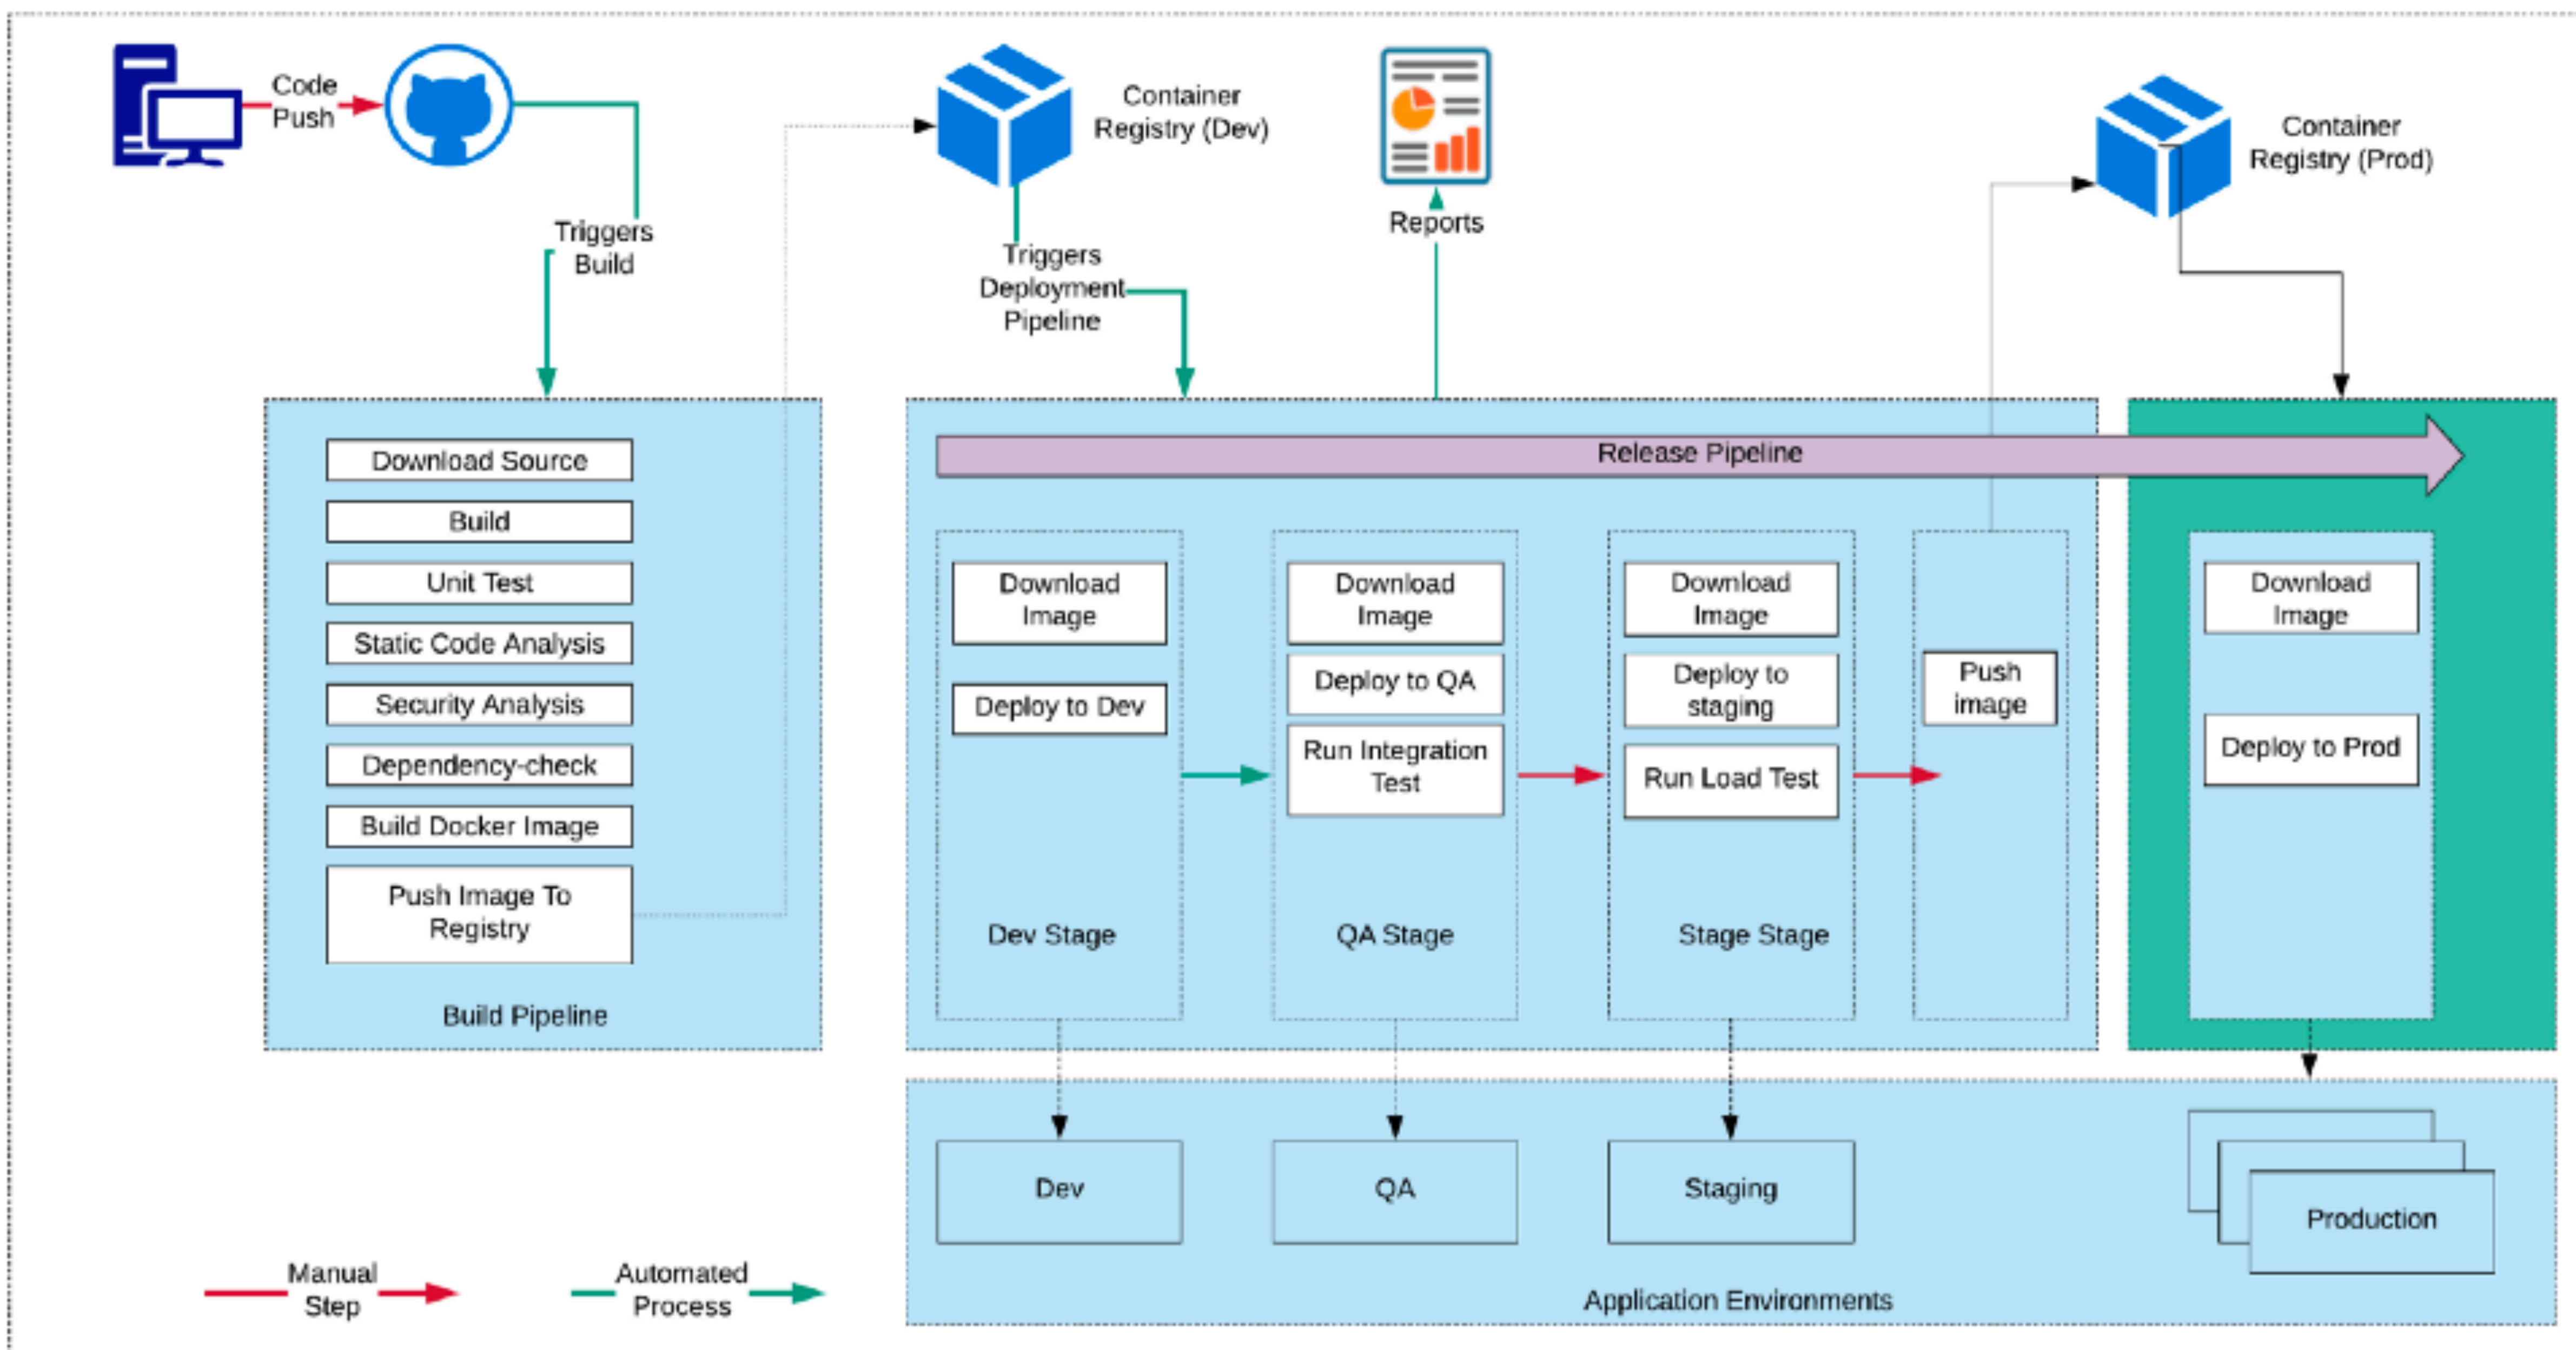 Code
Push
Container
Registry (Dev)
Container
Registry (Prod)
Triggers
Build
Triggers
Deployment
Pipeline
Reports
Download Source
Build
Unit Test
Static Code Analysis
Security Analysis
Dependency-check
Build Docker Image
Push Image To
Registry
Build Pipeline
Release Pipeline
Download
Image
Deploy to Dev
Dev Stage
Download
Image
Deploy to QA
Run Integration
Test
QA Stage
Download
Image
Deploy to
staging
Run Load Test
Stage Stage
Push
image
Download
Image
Deploy to Prod
Dev
QA
Staging
Production
Application Environments
Manual
Step
Automated
Process